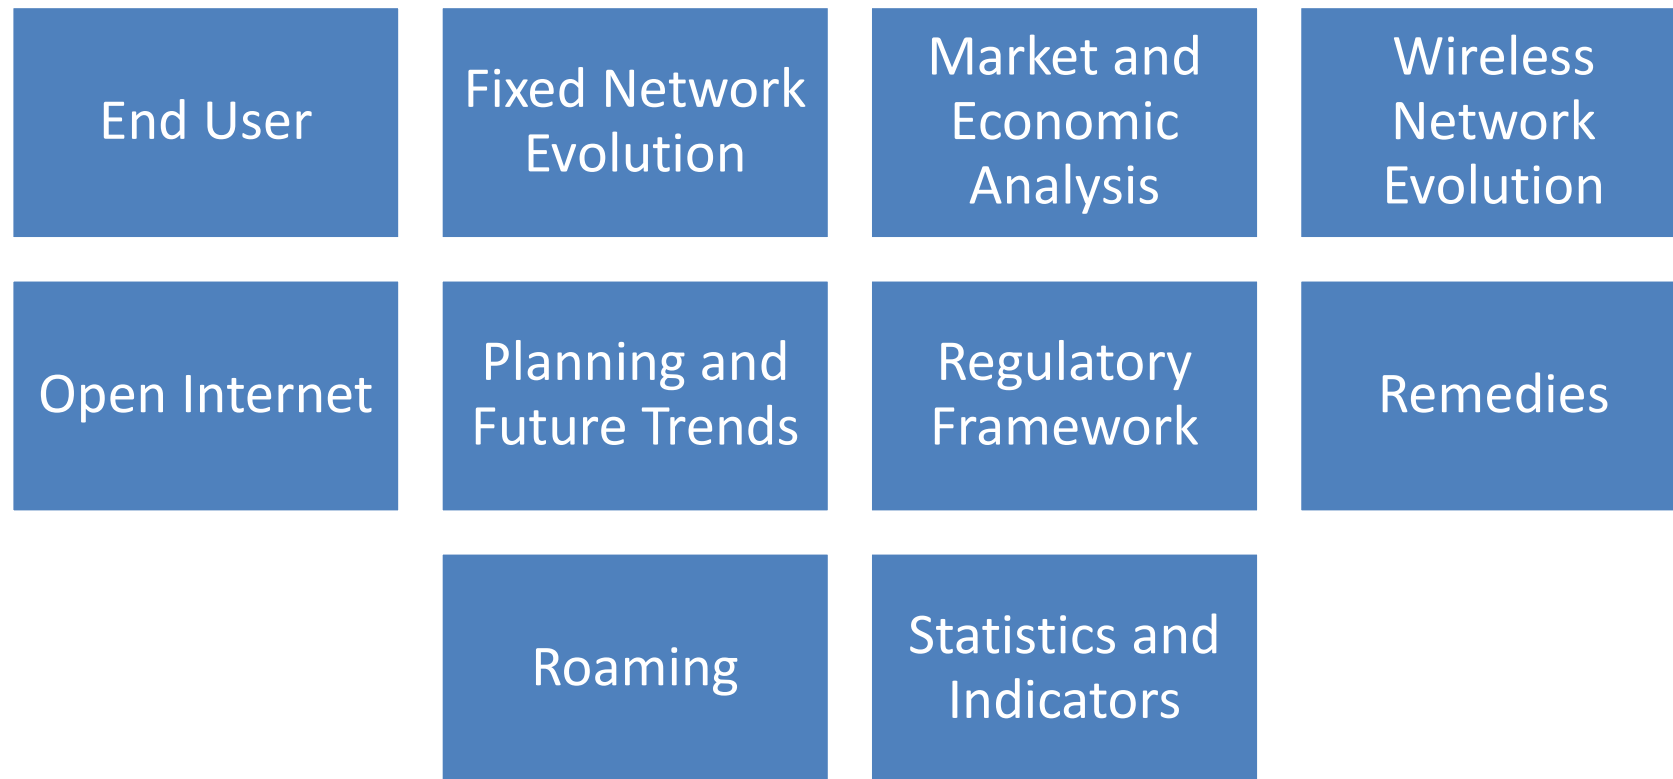 End User
Fixed Network
Evolution
Market and
Economic
Analysis
Wireless
Network
Evolution
Open Internet
Planning and
Future Trends
Regulatory
Framework
Remedies
Roaming
Statistics and
Indicators